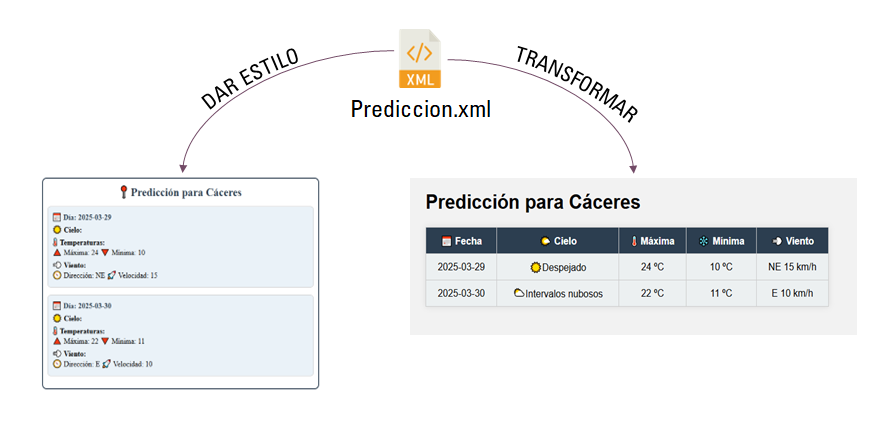 DAR ESTILO
TRANSFORMAR
XML
Prediccion.xml
Predicción para Cáceres
Día: 2025-03-29
Cielo:
Temperaturas:
Máxima: 24 Mínima: 10
Viento:
Dirección: NE Velocidad: 15
Día: 2025-03-30
Cielo:
Temperaturas:
Máxima: 22 Mínima: 11
Viento:
Dirección: E Velocidad: 10
Predicción para Cáceres
Fecha Cielo Máxima Mínima Viento
2025-03-29 Despejado 24 ºC 10 ºC NE 15 km/h
2025-03-30 Intervalos nubosos 22 ºC 11 ºC E 10 km/h